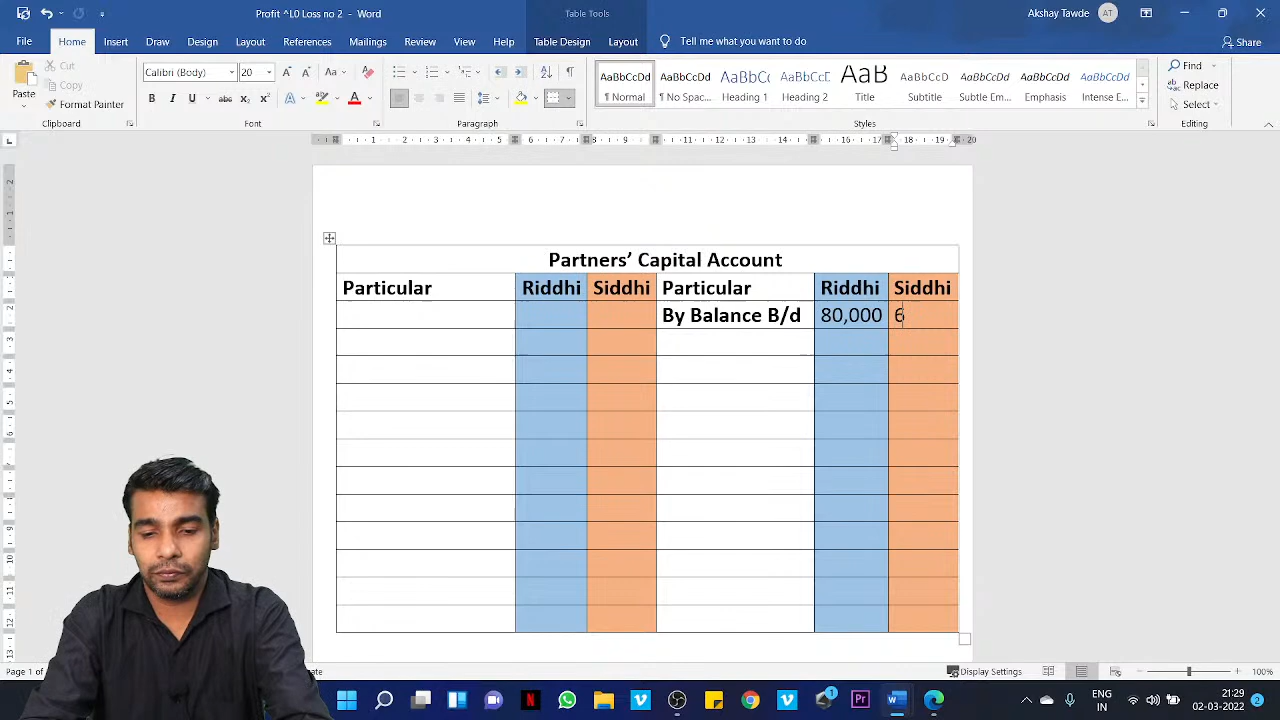 Profit ^L0 Loss no 2 - Word
Table Tools
Akshay Tawde AT
File Home Insert Draw Design Layout References Mailings Review View Help Table Design Layout Tell me what you want to do Share
Paste
Cut
Copy
Format Painter
Clipboard
Calibri (Body) 20
Font
Paragraph
AaBbCcDd AaBbCcDd AaBbC( AaBbCcE AaB AaBbCcD AaBbCcDd AaBbCcDd AaBbCcDd
¶ Normal ¶ No Spac... Heading 1 ¶ Heading 2 Title Subtitle Subtle Em... Emphasis Intense E...
Styles
Find
Replace
Select
Editing
Partners’ Capital Account
Particular Riddhi Siddhi Particular Riddhi Siddhi
By Balance B/d 80,000 6
Page 1 of
Display Settings
100%
ENG
IN
21:29
02-03-2022